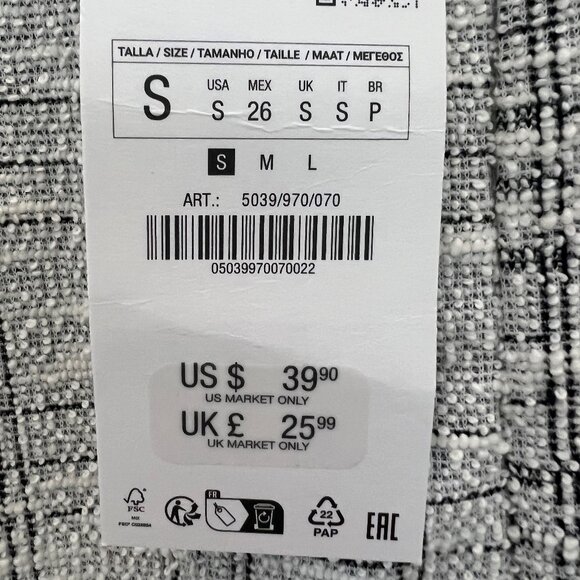 TALLA / SIZE / TAMANHO / TAILLE / MAAT / ΜΕΓΕΘΟΣ
S USA S MEX 26 UK S IT S BR P
S M L
ART.: 5039/970/070
05039970070022
US $ 39.90
US MARKET ONLY
UK £ 25.99
UK MARKET ONLY
FSC
MIX
FR
22
PAP
EAC